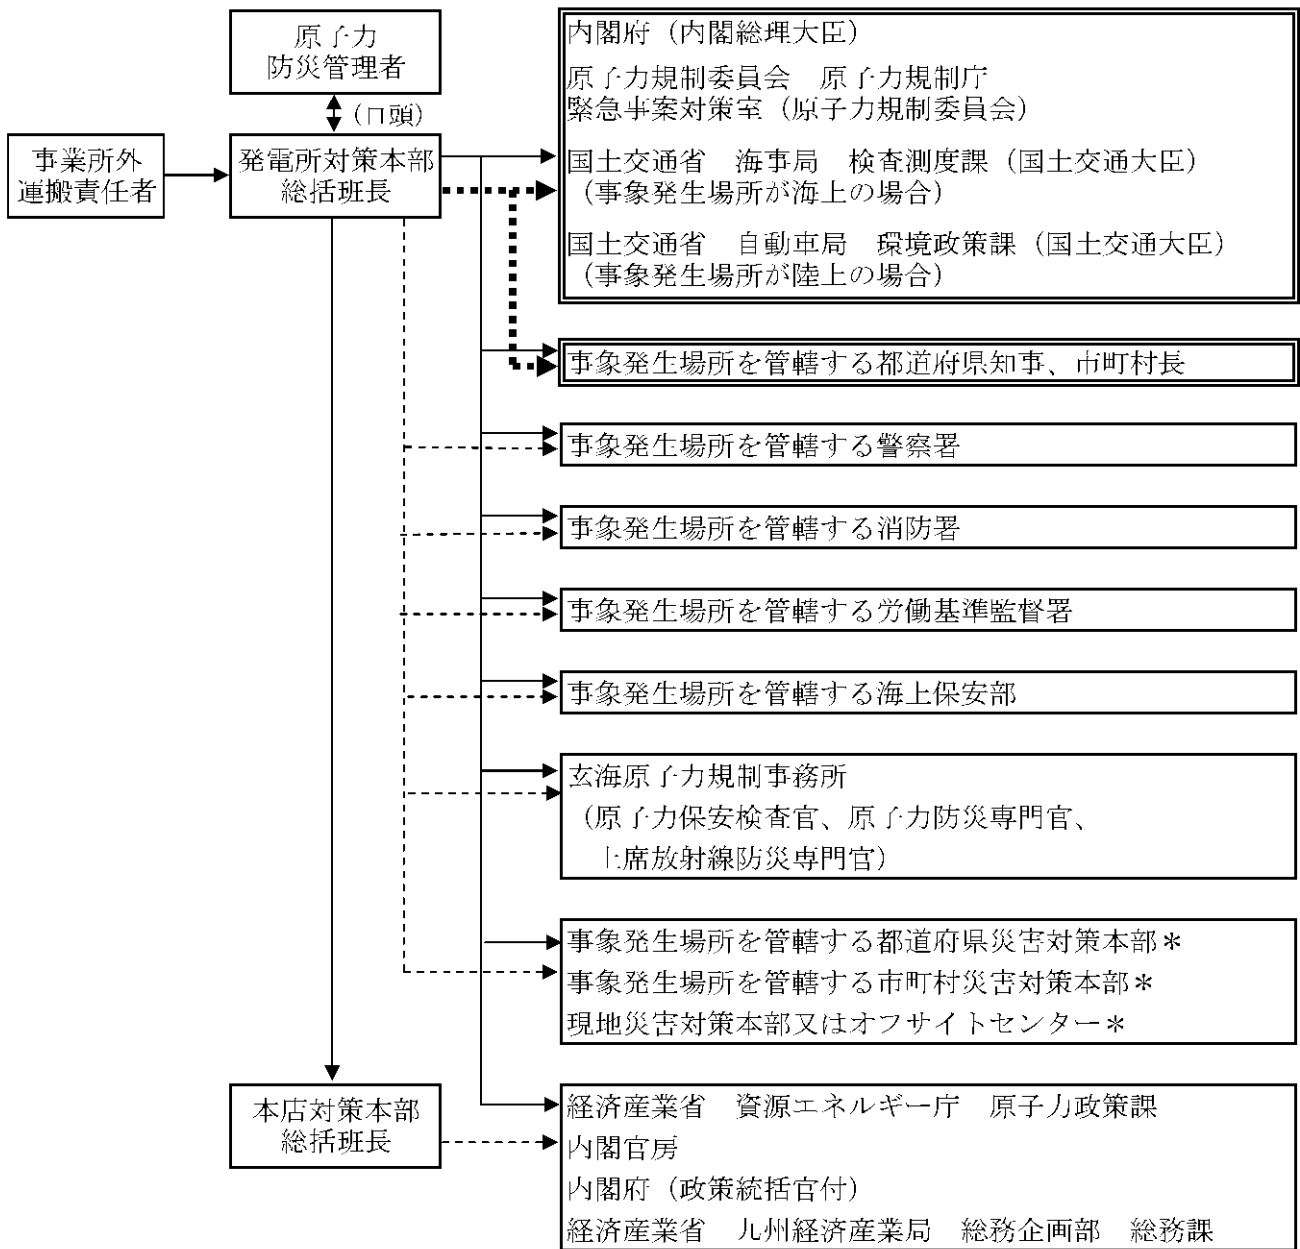 原子力
防災管理者
(口頭)
事業所外
運搬責任者
発電所対策本部
総括班長
内閣府（内閣総理大臣）
原子力規制委員会　原子力規制庁
緊急事案対策室（原子力規制委員会）
国土交通省　海事局　検査測度課（国土交通大臣）
（事象発生場所が海上の場合）
国土交通省　自動車局　環境政策課（国土交通大臣）
（事象発生場所が陸上の場合）
事象発生場所を管轄する都道府県知事、市町村長
事象発生場所を管轄する警察署
事象発生場所を管轄する消防署
事象発生場所を管轄する労働基準監督署
事象発生場所を管轄する海上保安部
玄海原子力規制事務所
（原子力保安検査官、原子力防災専門官、
上席放射線防災専門官）
事象発生場所を管轄する都道府県災害対策本部＊
事象発生場所を管轄する市町村災害対策本部＊
現地災害対策本部又はオフサイトセンター＊
本店対策本部
総括班長
経済産業省　資源エネルギー庁　原子力政策課
内閣官房
内閣府（政策統括官付）
経済産業省　九州経済産業局　総務企画部　総務課